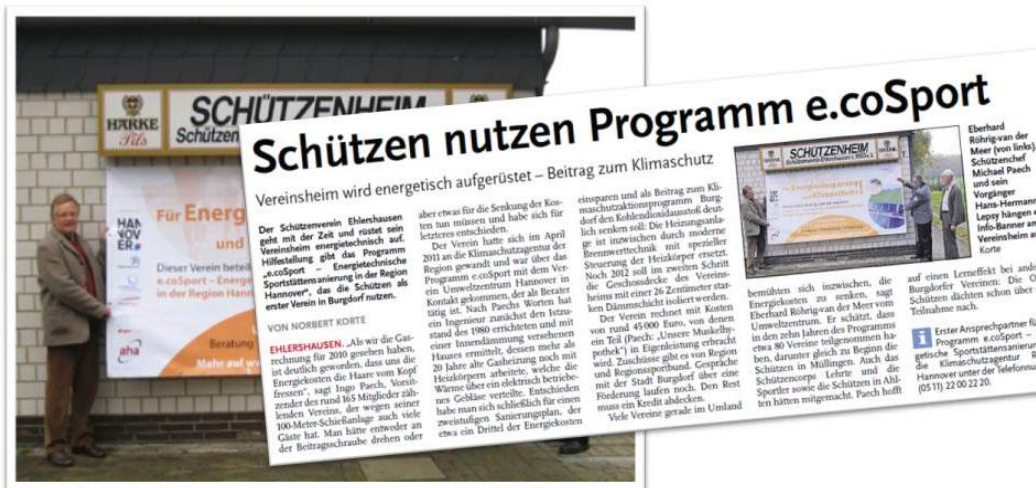 HÄRKE
Pils
SCHÜTZENHEIM
Schützen
HAN
NOV
ER
Für Energ
und
Dieser Verein beteil
e.coSport – Energetische
in der Region Hann
Beratung
Mehr auf
aha
Schützen nutzen Programm e.coSport
Vereinsheim wird energetisch aufgerüstet – Beitrag zum Klimaschutz
Der Schützenverein Ehlershausen
geht mit der Zeit und rüstet sein
Vereinsheim energietechnisch auf.
Hilfestellung gibt das Programm
„e.coSport – Energietechnische
Sportstättensanierung in der Region
Hannover“, das die Schützen als
erster Verein in Burgdorf nutzen.
VON NORBERT KORTE
EHLERSHAUSEN. „Als wir die Gas-
rechnung für 2010 gesehen haben,
ist deutlich geworden, dass uns die
Energiekosten die Haare vom Kopf
fressen“, sagt Ingo Paech, Vorsit-
zender des rund 165 Mitglieder zäh-
lenden Vereins, der wegen seiner
100-Meter-Schießanlage auch viele
Gäste hat. Man hätte entweder an
der Beitragsschraube drehen oder
aber etwas für die Senkung der Kos-
ten tun müssen und habe sich für
letzteres entschieden.
Der Verein hatte sich im April
2011 an die Klimaschutzagentur der
Region gewandt und war über das
Programm e.coSport mit dem Ver-
ein Umweltzentrum Hannover in
Kontakt gekommen, der als Berater
tätig ist. Nach Paechs Worten hat
ein Ingenieur zunächst den Istzu-
stand des 1980 errichteten und mit
einer Innendämmung versehenen
Hauses ermittelt, dessen mehr als
20 Jahre alte Gasheizung noch mit
Heizkörpern arbeitete, welche die
Wärme über ein elektrisch betriebe-
nes Gebläse verteilte. Entschieden
habe man sich schließlich für einen
zweistufigen Sanierungsplan, der
etwa ein Drittel der Energiekosten
einsparen und als Beitrag zum Kli-
maschutzaktionsprogramm Burg-
dorf den Kohlendioxidausstoß deut-
lich senken soll: Die Heizungsanla-
ge ist inzwischen durch moderne
Brennwerttechnik mit spezieller
Steuerung der Heizkörper ersetzt.
Noch 2012 soll im zweiten Schritt
die Geschossdecke des Vereins-
heims mit einer 26 Zentimeter star-
ken Dämmschicht isoliert werden.
Der Verein rechnet mit Kosten
von rund 45 000 Euro, von denen
ein Teil (Paech: „Unsere Muskelhy-
pothek“) in Eigenleistung erbracht
wird. Zuschüsse gibt es von Region
und Regionssportbund. Gespräche
mit der Stadt Burgdorf über eine
Förderung laufen noch. Den Rest
muss ein Kredit abdecken.
Viele Vereine gerade im Umland
bemühten sich inzwischen, die
Energiekosten zu senken, sagt
Eberhard Röhrig-van der Meer vom
Umweltzentrum. Er schätzt, dass
in den zehn Jahren des Programms
etwa 80 Vereine teilgenommen ha-
ben, darunter gleich zu Beginn die
Schützen in Müllingen. Auch das
Schützencorps Lehrte und die
Sportler sowie die Schützen in Ahl-
ten hätten mitgemacht. Paech hofft
SCHÜTZENHEIM
Eberhard
Röhrig-van der
Meer (von links),
Schützenchef
Michael Paech
und sein
Vorgänger
Hans-Hermann
Lepsy hängen
Info-Banner am
Vereinsheim a
Korte
auf einen Lerneffekt bei and
Burgdorfer Vereinen: Die
Schützen dächten schon über
Teilnahme nach.
i Erster Ansprechpartner fü
Programm e.coSport
getische Sportstättensanierun
die Klimaschutzagentur
Hannover unter der Telefonnu
(05 11) 22 00 22 20.